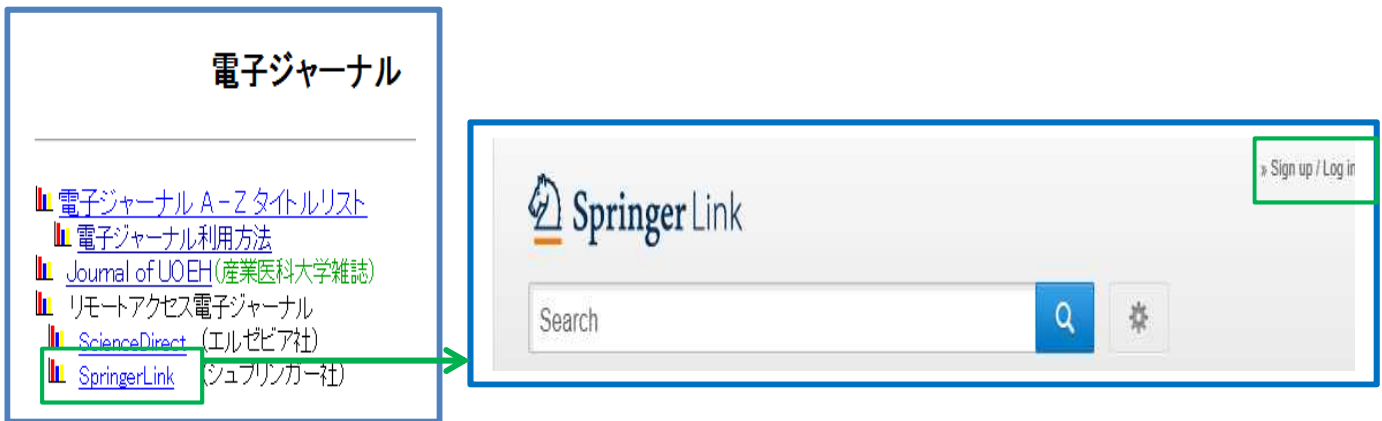 電子ジャーナル
電子ジャーナル A-Z タイトルリスト
電子ジャーナル利用方法
Journal of UOEH(産業医科大学雑誌)
リモートアクセス電子ジャーナル
ScienceDirect (エルゼビア社)
SpringerLink (シュプリンガー社)
» Sign up / Log in
Springer Link
Search